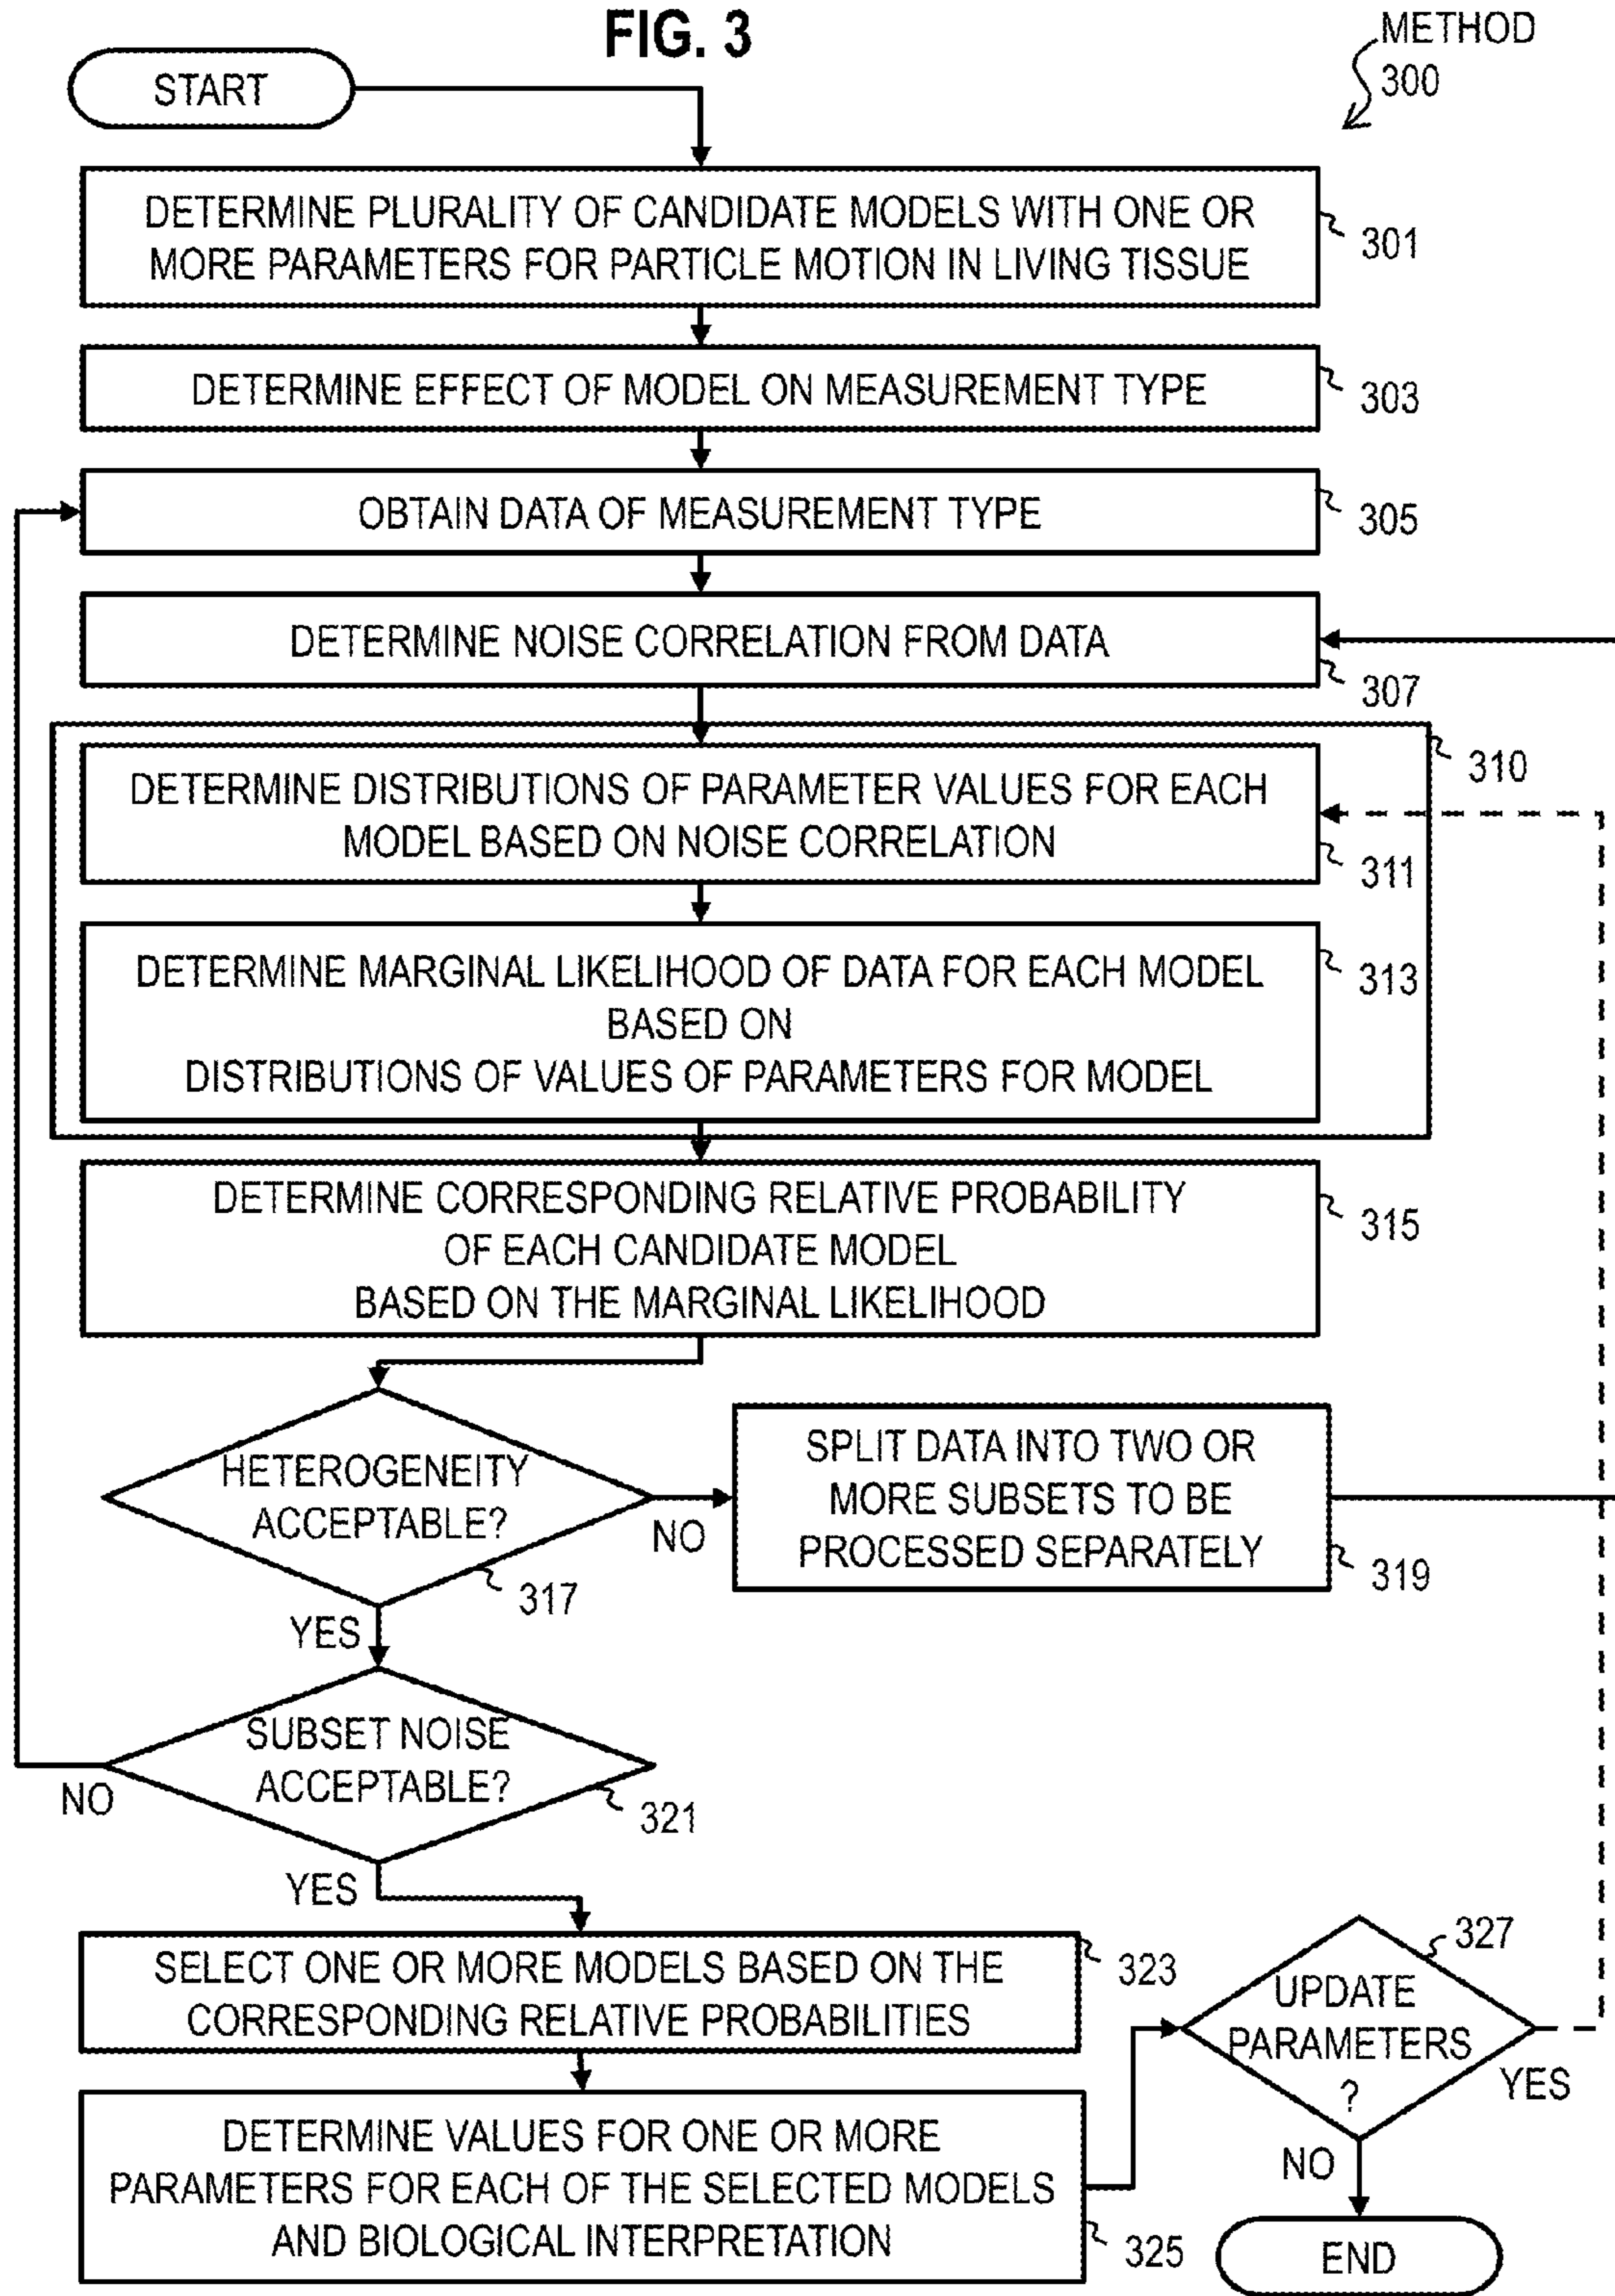 FIG. 3
METHOD
300
START
DETERMINE PLURALITY OF CANDIDATE MODELS WITH ONE OR
MORE PARAMETERS FOR PARTICLE MOTION IN LIVING TISSUE
301
DETERMINE EFFECT OF MODEL ON MEASUREMENT TYPE
303
OBTAIN DATA OF MEASUREMENT TYPE
305
DETERMINE NOISE CORRELATION FROM DATA
307
310
DETERMINE DISTRIBUTIONS OF PARAMETER VALUES FOR EACH
MODEL BASED ON NOISE CORRELATION
311
DETERMINE MARGINAL LIKELIHOOD OF DATA FOR EACH MODEL
BASED ON
DISTRIBUTIONS OF VALUES OF PARAMETERS FOR MODEL
313
DETERMINE CORRESPONDING RELATIVE PROBABILITY
OF EACH CANDIDATE MODEL
BASED ON THE MARGINAL LIKELIHOOD
315
HETEROGENEITY
ACCEPTABLE?
317
NO
SPLIT DATA INTO TWO OR
MORE SUBSETS TO BE
PROCESSED SEPARATELY
319
YES
SUBSET NOISE
ACCEPTABLE?
321
NO
YES
SELECT ONE OR MORE MODELS BASED ON THE
CORRESPONDING RELATIVE PROBABILITIES
323
DETERMINE VALUES FOR ONE OR MORE
PARAMETERS FOR EACH OF THE SELECTED MODELS
AND BIOLOGICAL INTERPRETATION
325
327
UPDATE
PARAMETERS
?
YES
NO
END